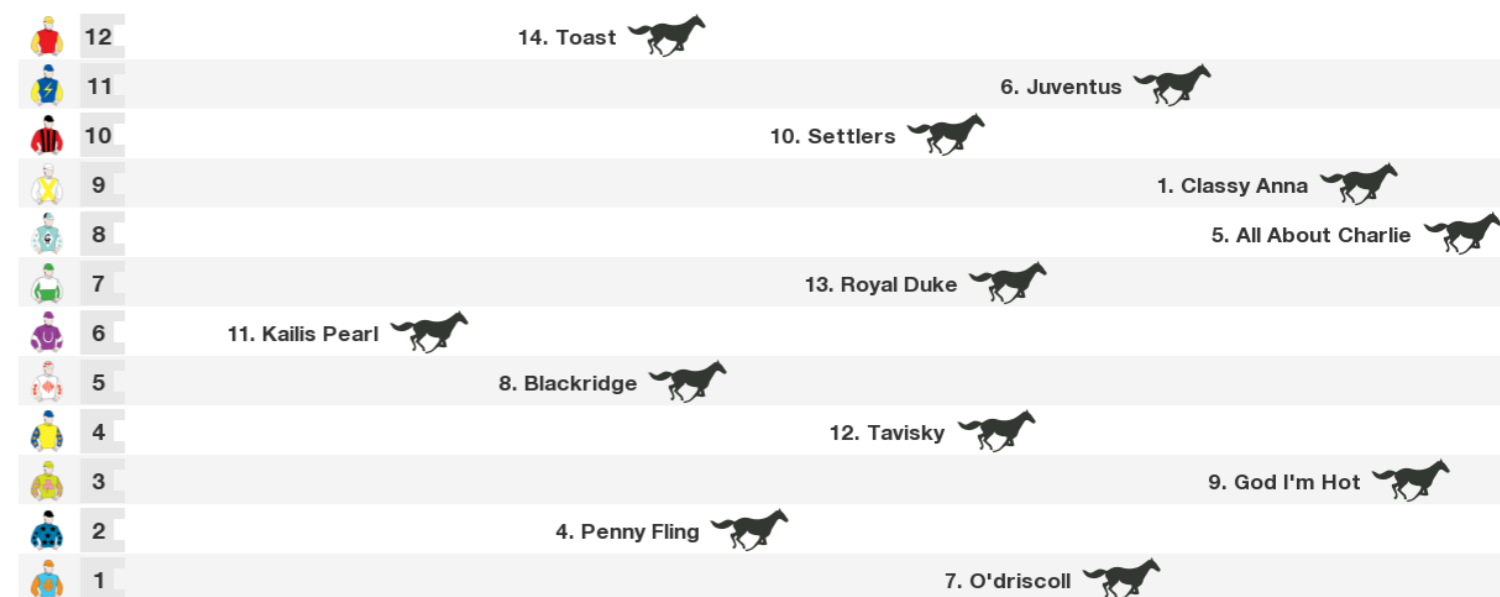 12 14. Toast
11 6. Juventus
10 10. Settlers
9 1. Classy Anna
8 5. All About Charlie
7 13. Royal Duke
6 11. Kailis Pearl
5 8. Blackridge
4 12. Tavisky
3 9. God I'm Hot
2 4. Penny Fling
1 7. O'driscoll